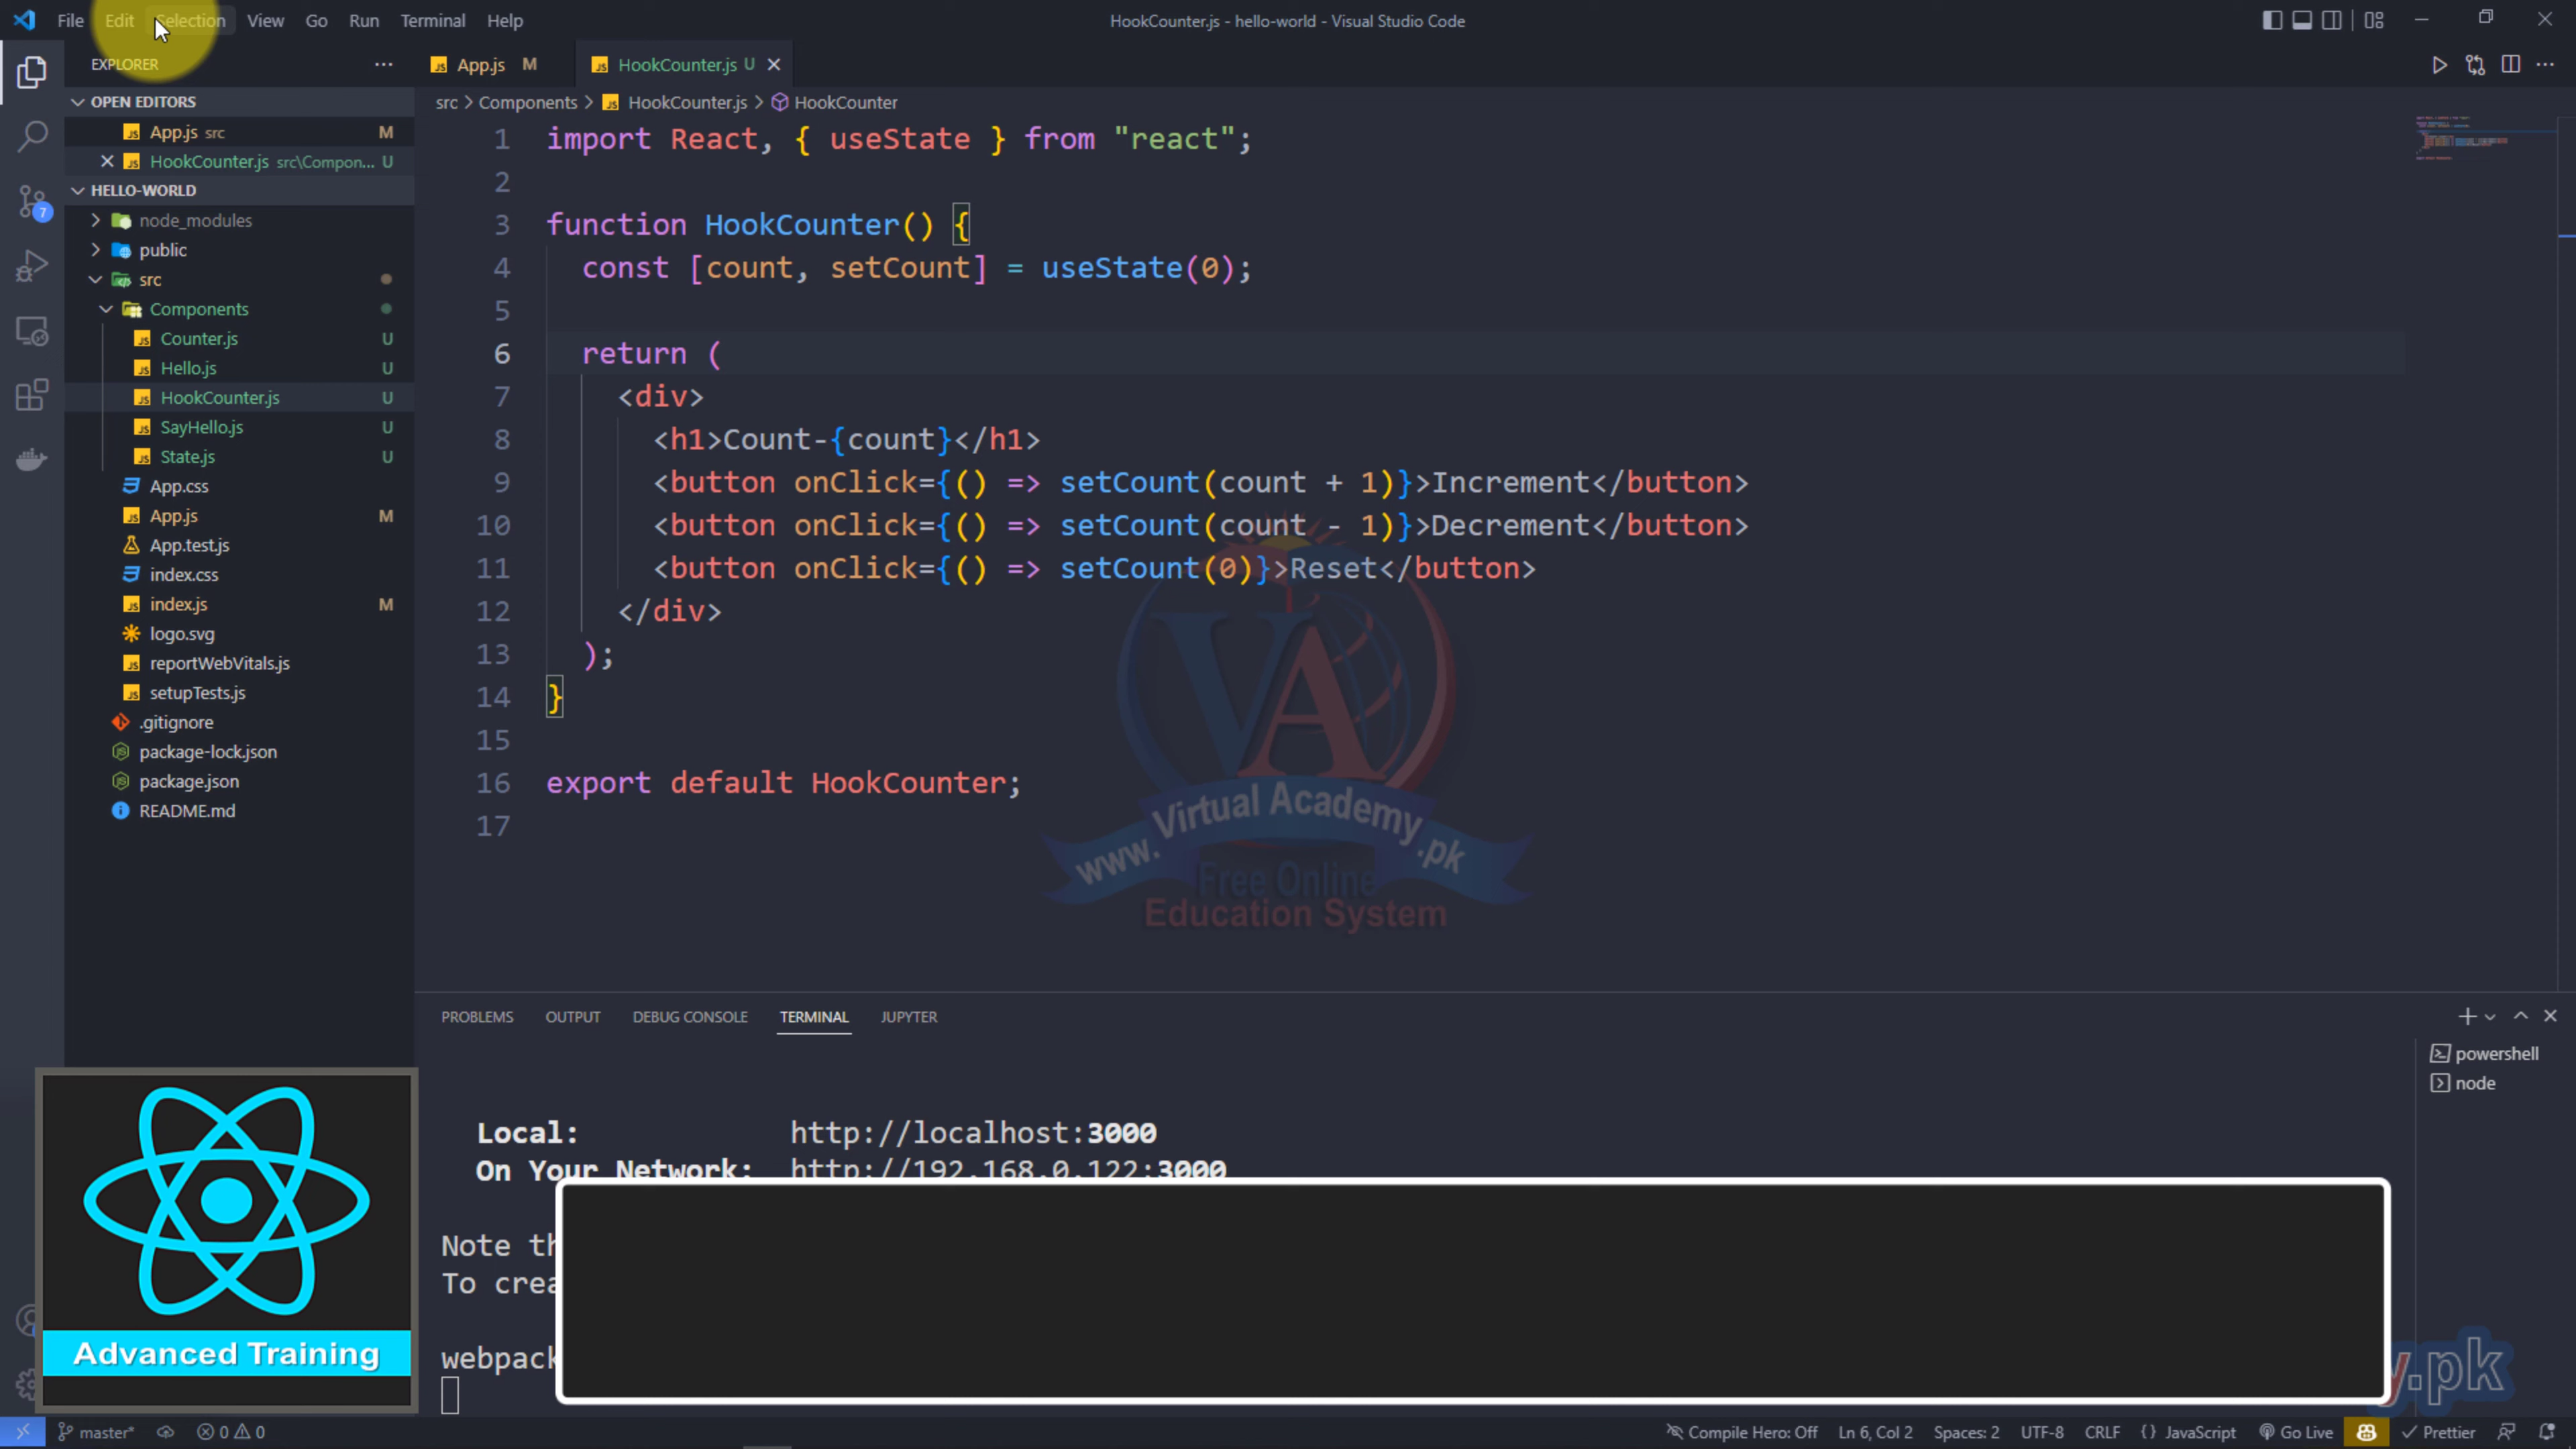 File Edit Selection View Go Run Terminal Help
HookCounter.js - hello-world - Visual Studio Code
EXPLORER
OPEN EDITORS
App.js src M
HookCounter.js src\Compon... U
HELLO-WORLD
node_modules
public
src
Components
Counter.js U
Hello.js U
HookCounter.js U
SayHello.js U
State.js U
App.css
App.js M
App.test.js
index.css
index.js M
logo.svg
reportWebVitals.js
setupTests.js
.gitignore
package-lock.json
package.json
README.md
7
App.js M
HookCounter.js U
src > Components > HookCounter.js > HookCounter
1 import React, { useState } from "react";
2
3 function HookCounter() {
4 const [count, setCount] = useState(0);
5
6 return (
7 <div>
8 <h1>Count-{count}</h1>
9 <button onClick={() => setCount(count + 1)}>Increment</button>
10 <button onClick={() => setCount(count - 1)}>Decrement</button>
11 <button onClick={() => setCount(0)}>Reset</button>
12 </div>
13 );
14 }
15
16 export default HookCounter;
17
VA
www.VirtualAcademy.pk
Free Online
Education System
PROBLEMS OUTPUT DEBUG CONSOLE TERMINAL JUPYTER
powershell
node
Local: http://localhost:3000
On Your Network: http://192.168.0.122:3000
Note th
To crea
webpack
Advanced Training
y.pk
master* 0 0
Compile Hero: Off Ln 6, Col 2 Spaces: 2 UTF-8 CRLF {} JavaScript Go Live Prettier